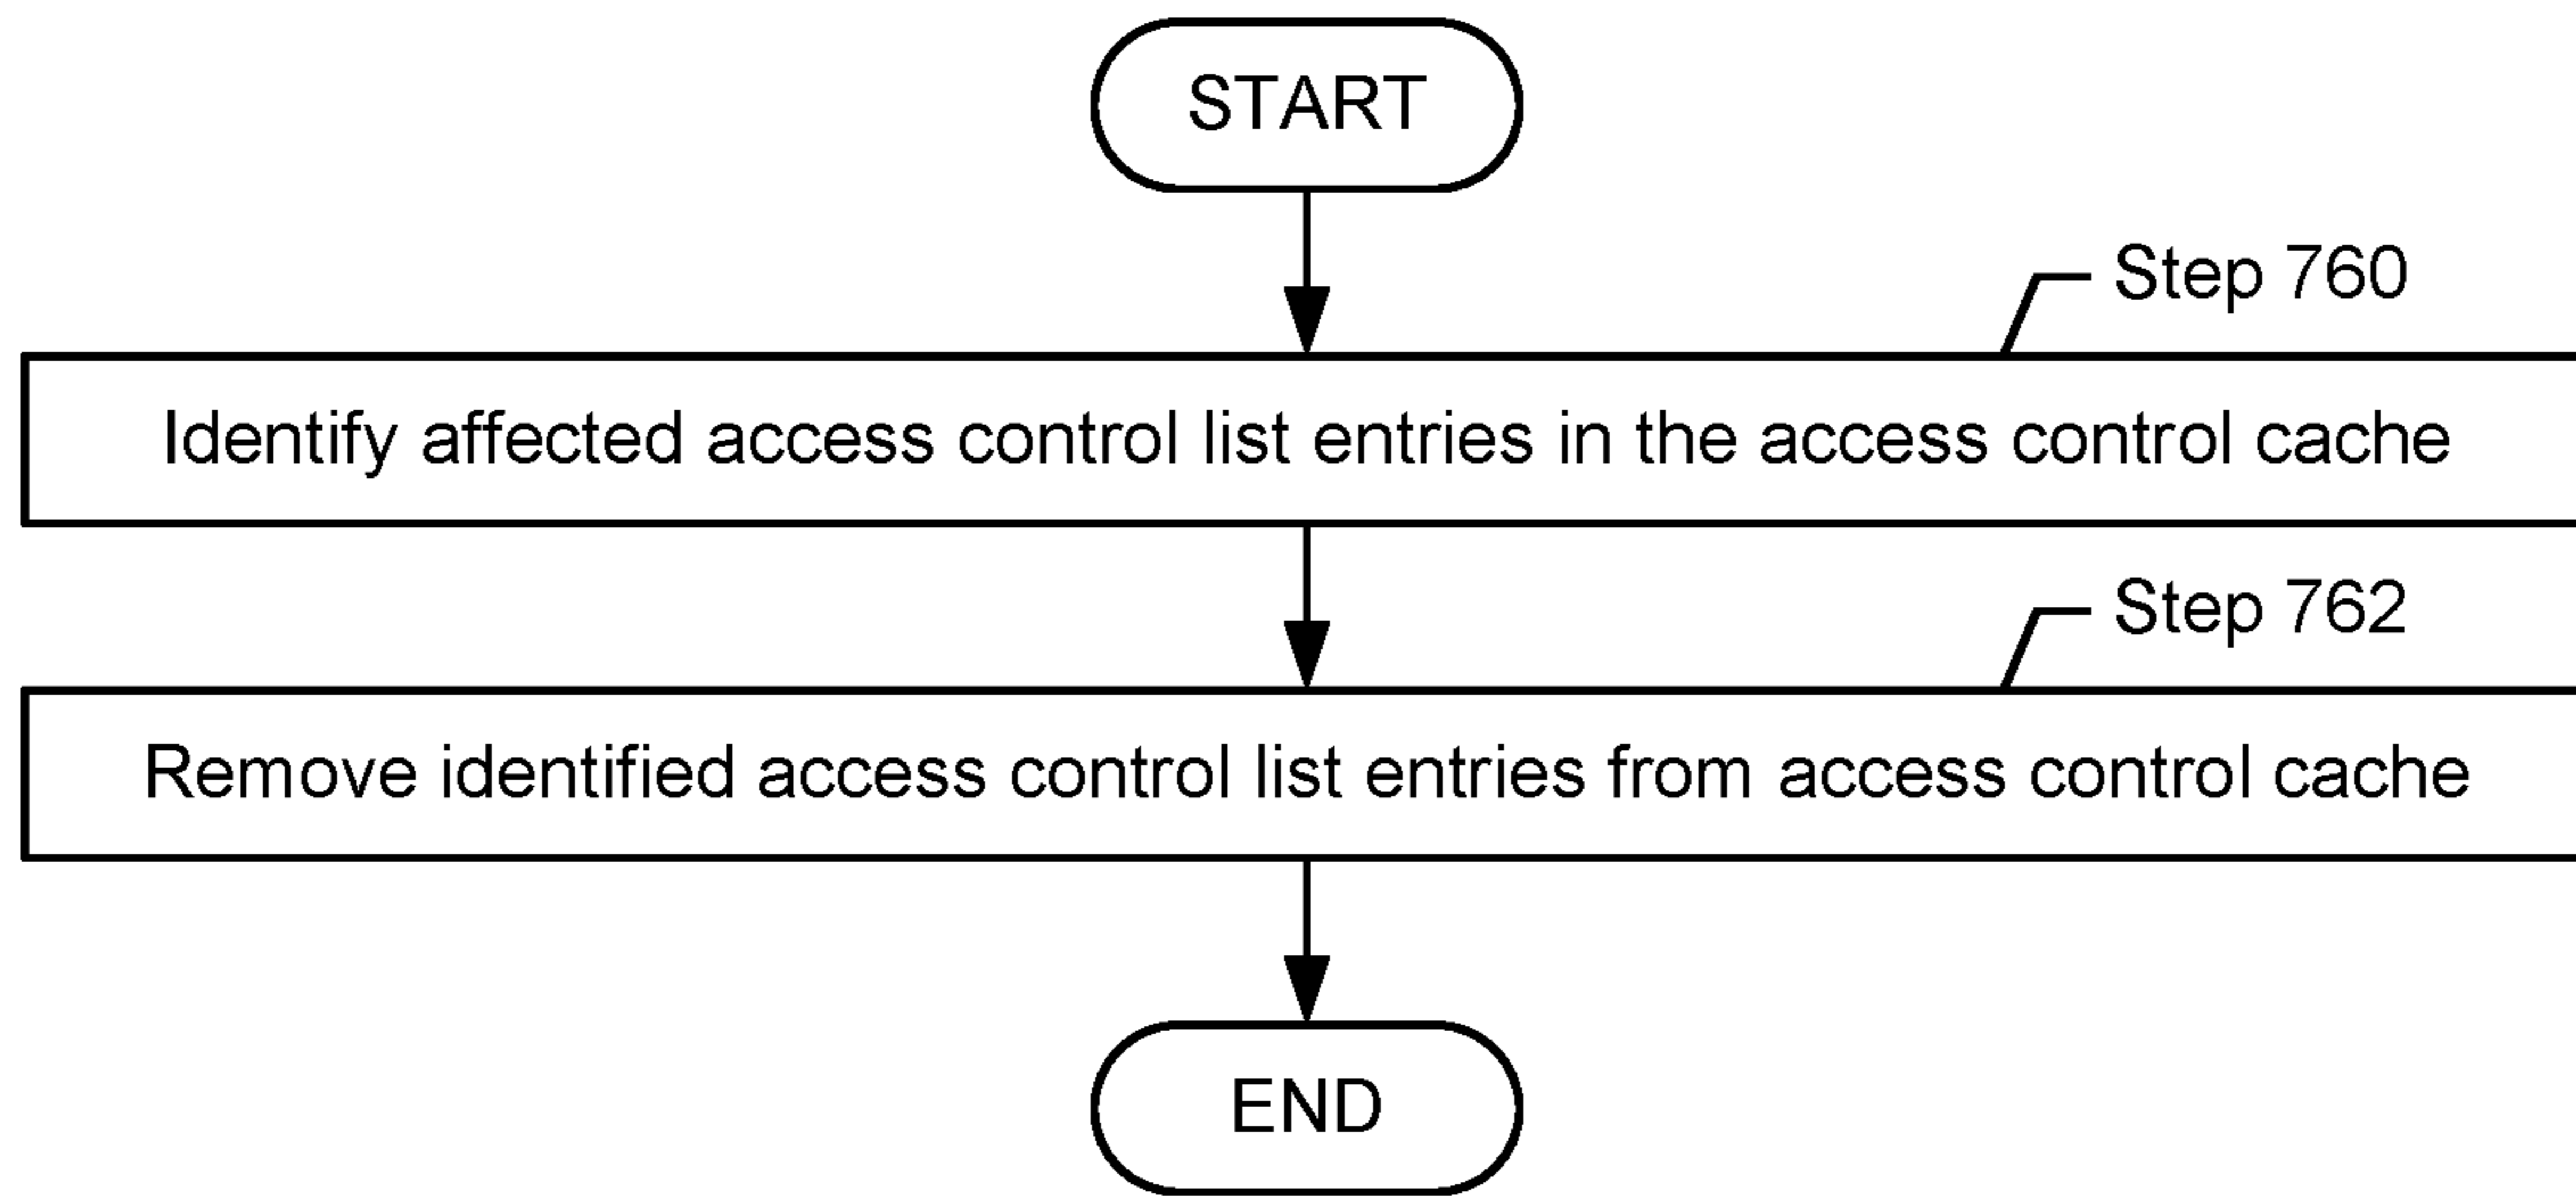 START
Step 760
Identify affected access control list entries in the access control cache
Step 762
Remove identified access control list entries from access control cache
END